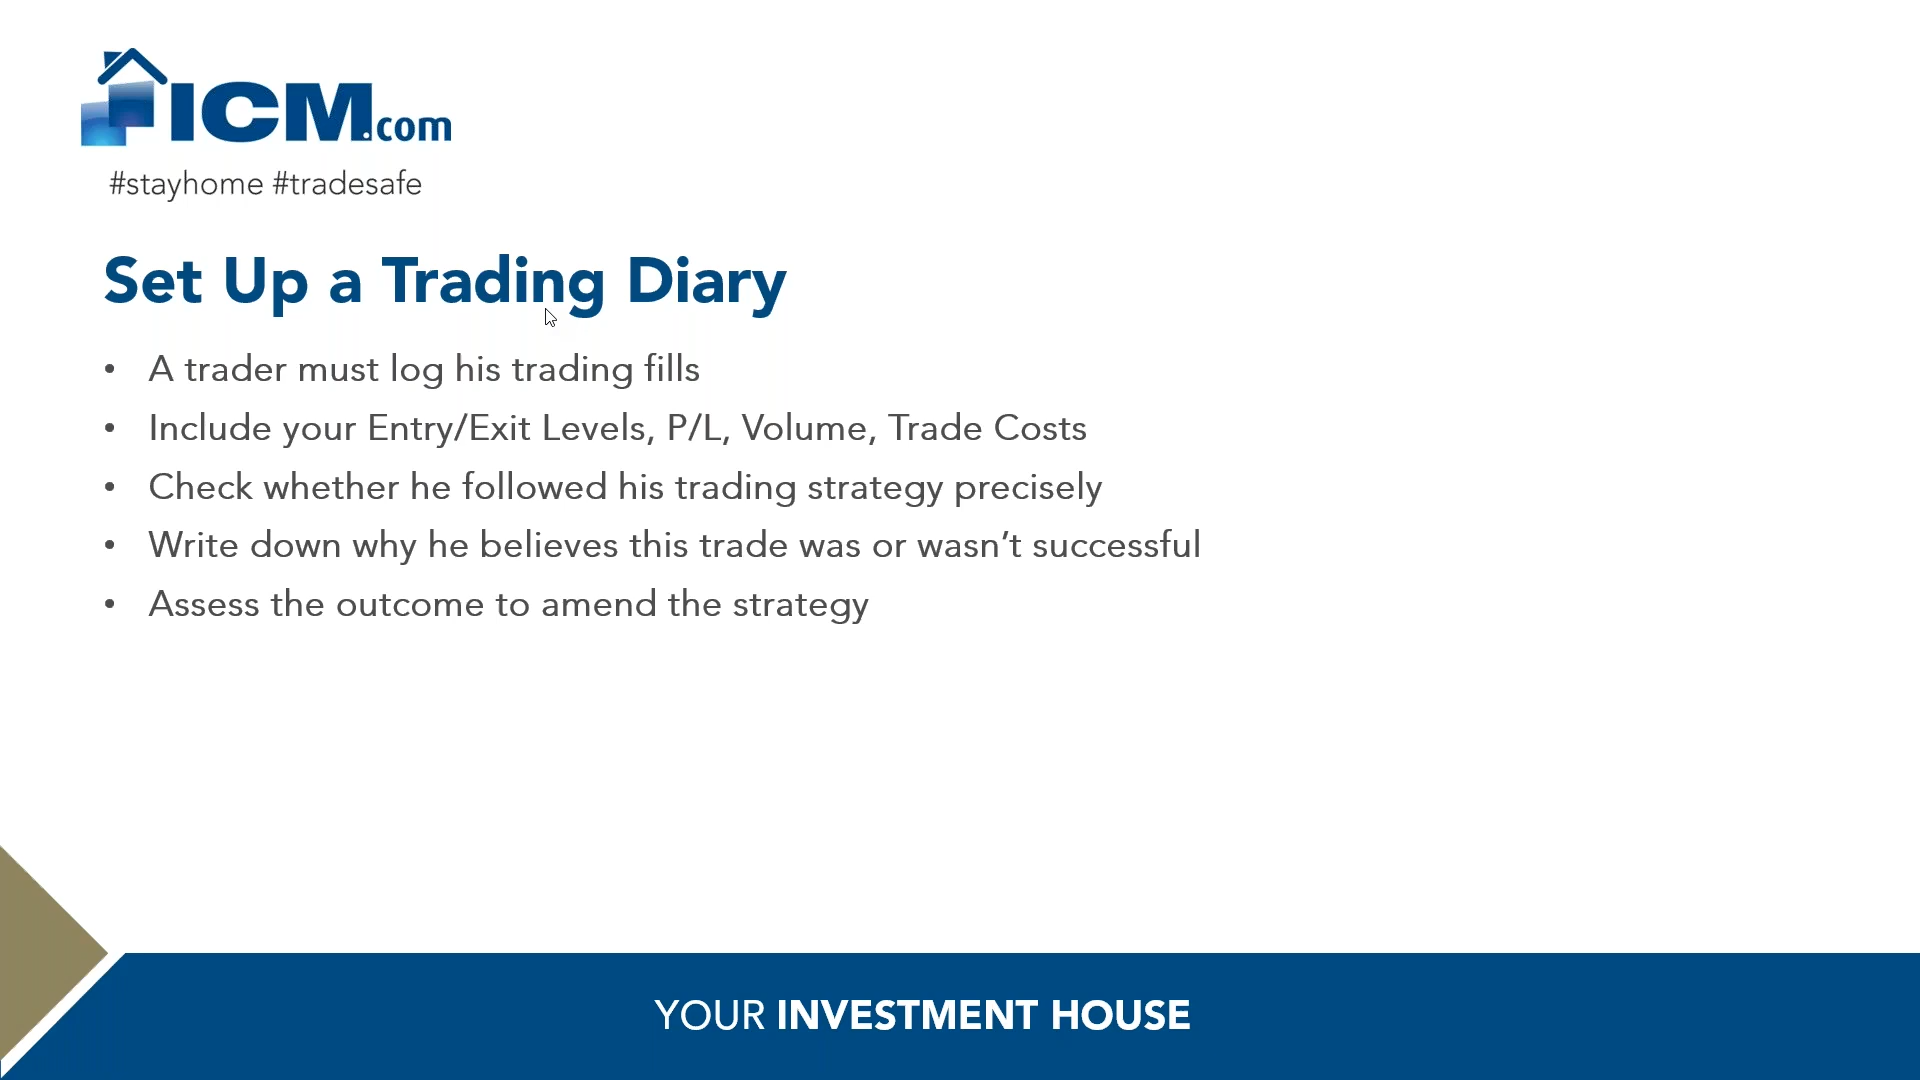 ICM.com
#stayhome #tradesafe
Set Up a Trading Diary
• A trader must log his trading fills
• Include your Entry/Exit Levels, P/L, Volume, Trade Costs
• Check whether he followed his trading strategy precisely
• Write down why he believes this trade was or wasn’t successful
• Assess the outcome to amend the strategy
YOUR INVESTMENT HOUSE